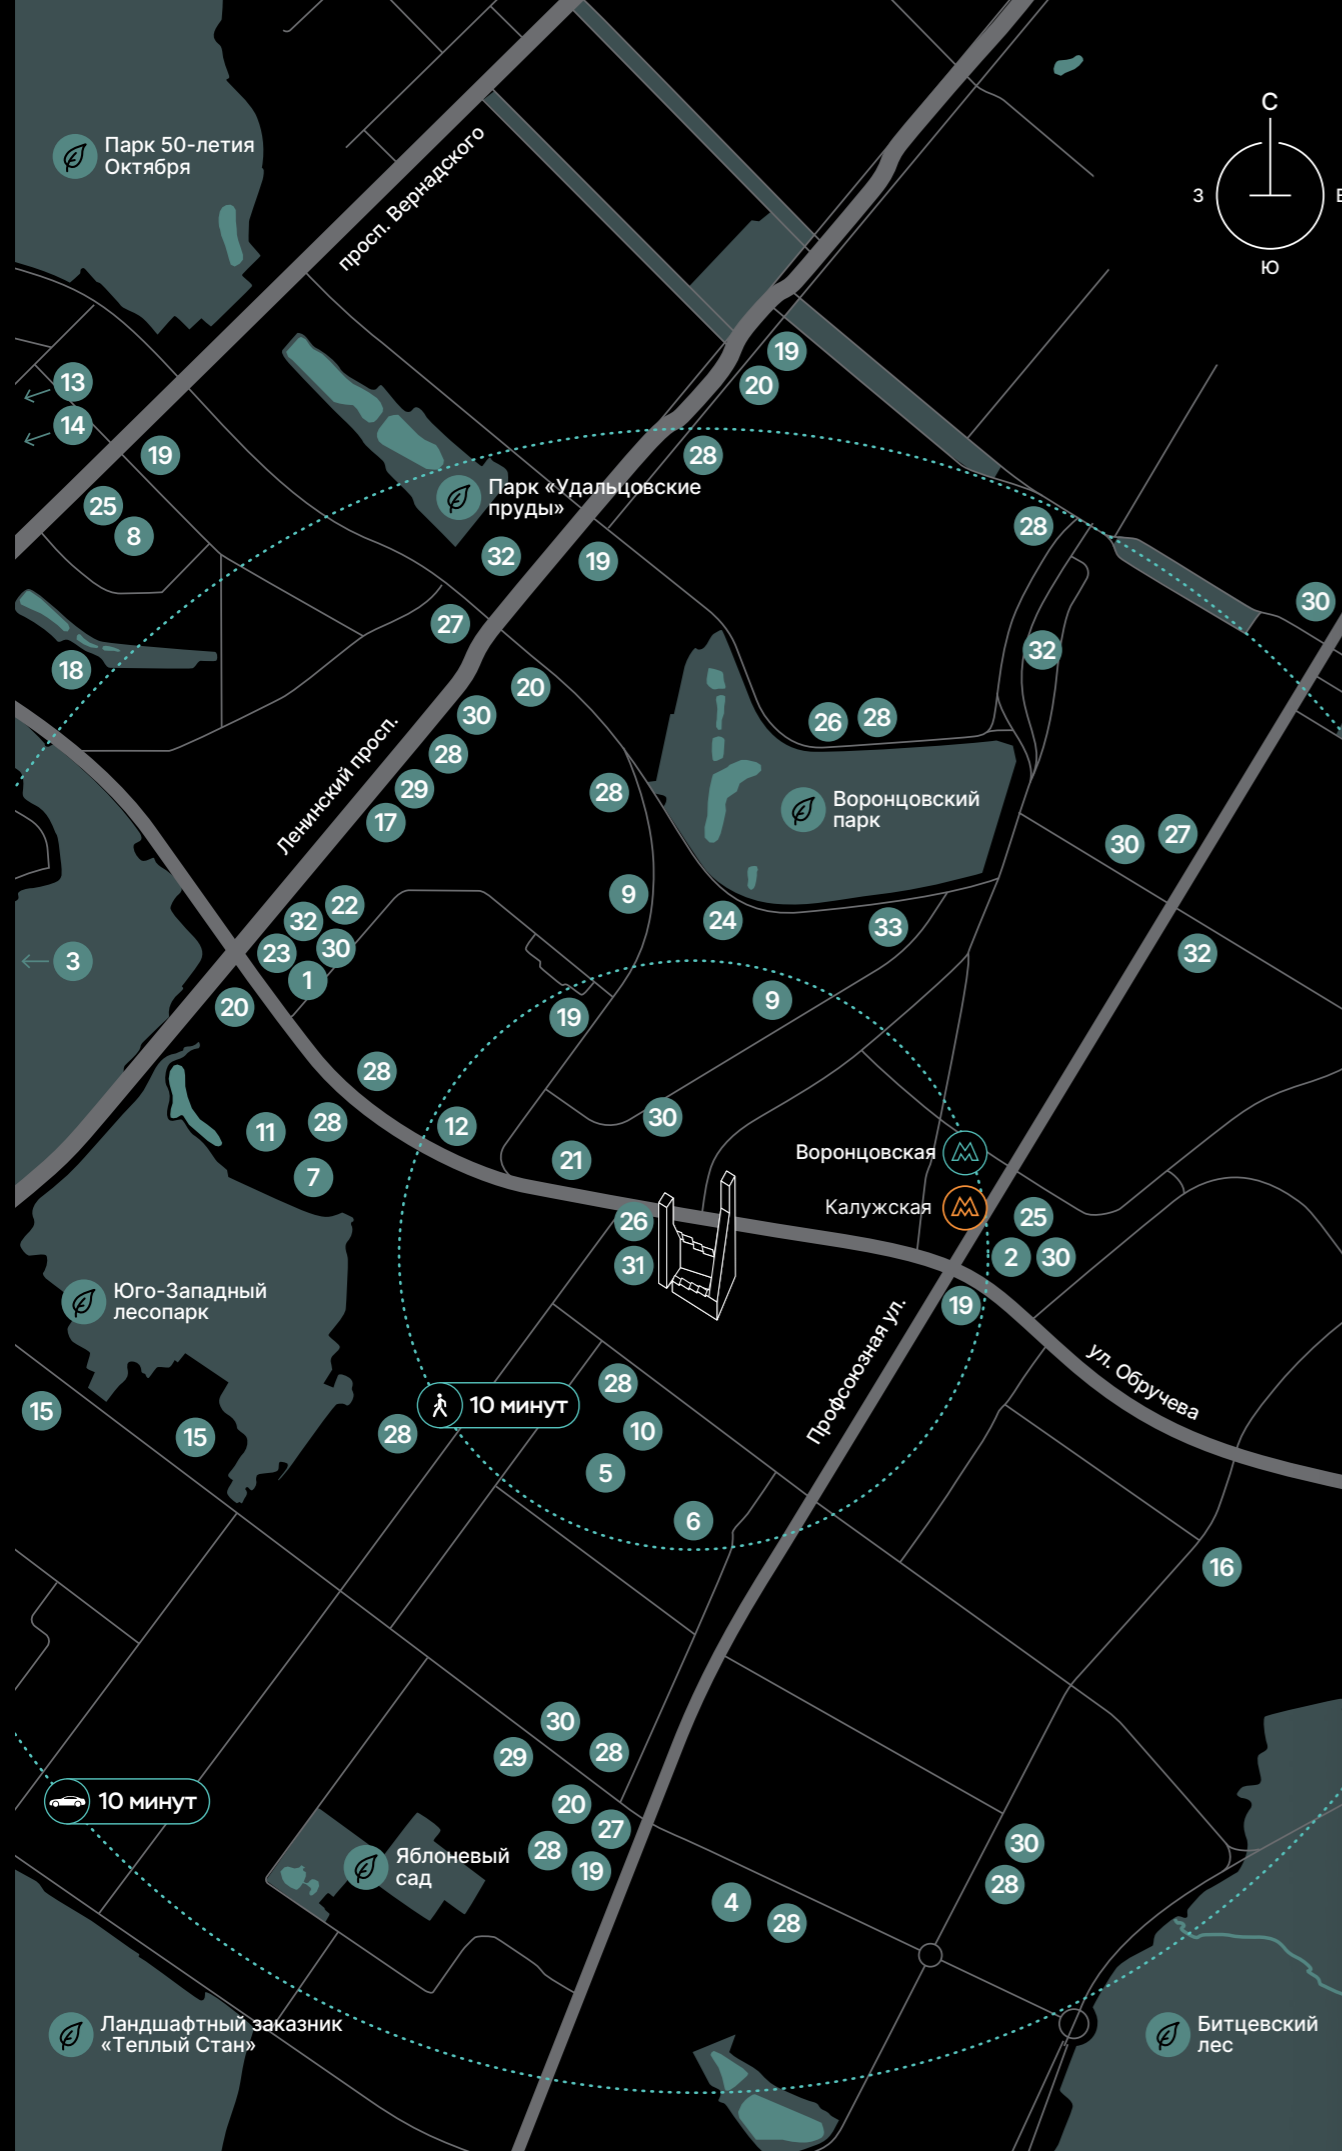 С
Парк 50-летия
Октября
просп. Вернадского
З
В
Ю
19
13
20
14
19
28
Парк «Удальцовские
пруды»
25
28
8
32
19
30
27
32
18
20
30
26
28
28
Ленинский просп.
29
28
Воронцовский
парк
17
30
27
9
22
32
24
33
23
30
32
3
1
9
20
19
28
30
11
28
12
Воронцовская
21
7
Калужская
26
25
31
2
30
Юго-Западный
лесопарк
19
Профсоюзная ул.
ул. Обручева
28
10 минут
15
15
28
10
5
6
16
30
29
28
10 минут
20
27
28
19
30
Яблоневый
сад
28
4
28
Ландшафтный заказник
«Теплый Стан»
Битцевский
лес